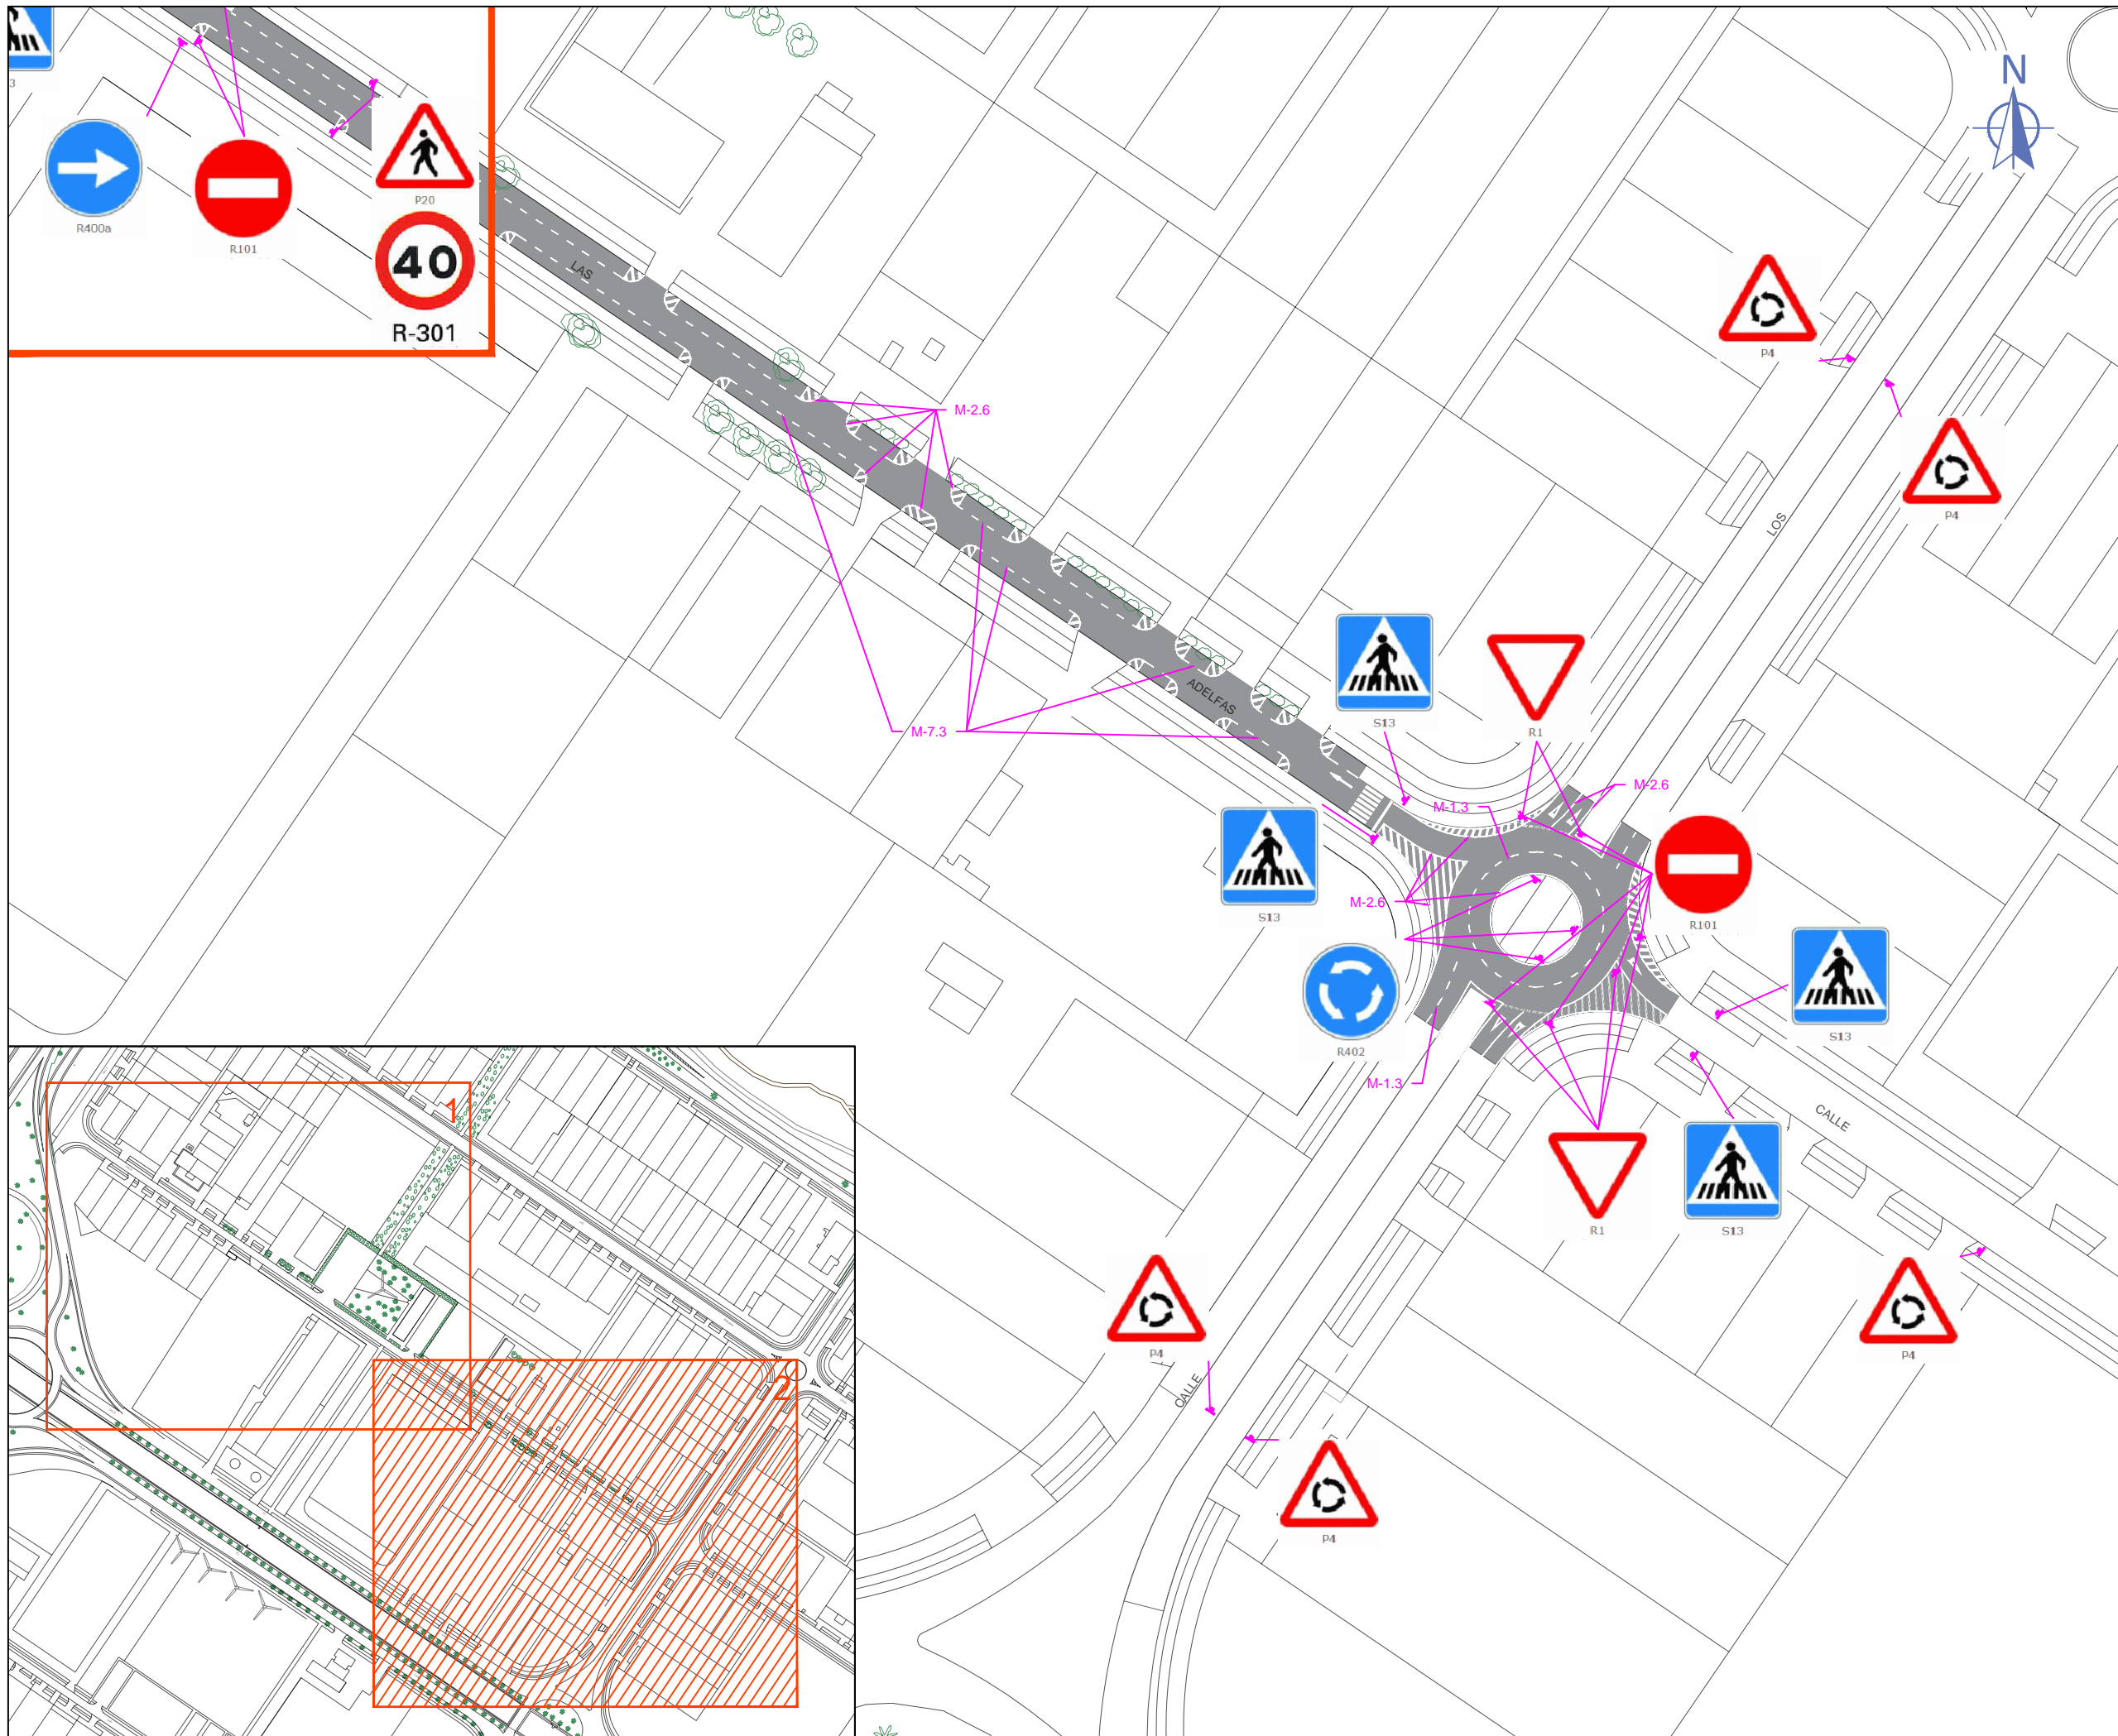 3
R400a
R101
P20
40
R-301
N
LAS
P4
P4
M-2.6
LOS
S13
R1
ADELFAS
M-7.3
M-2.6
M-1.3
S13
M-2.6
R101
S13
R402
M-1.3
CALLE
R1
S13
P4
P4
CALLE
P4
1
2